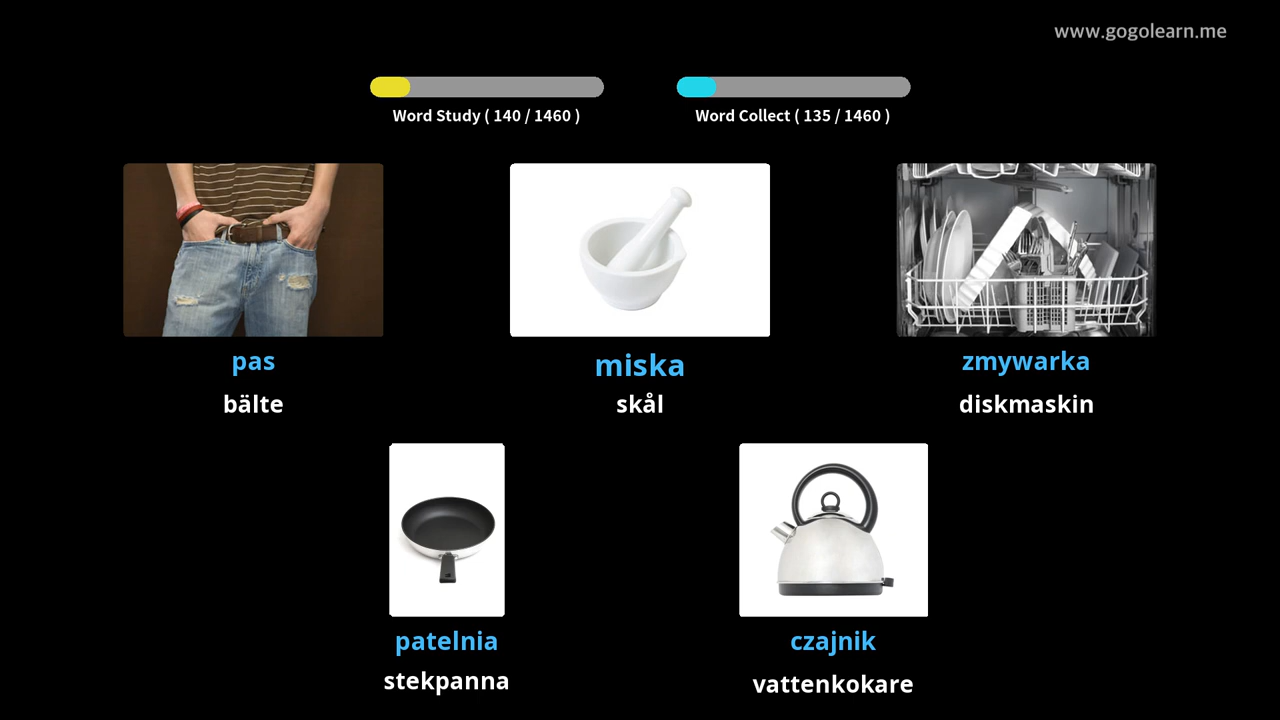 www.gogolearn.me
Word Study ( 140 / 1460 )
Word Collect ( 135 / 1460 )
pas
bälte
miska
skål
zmywarka
diskmaskin
patelnia
stekpanna
czajnik
vattenkokare